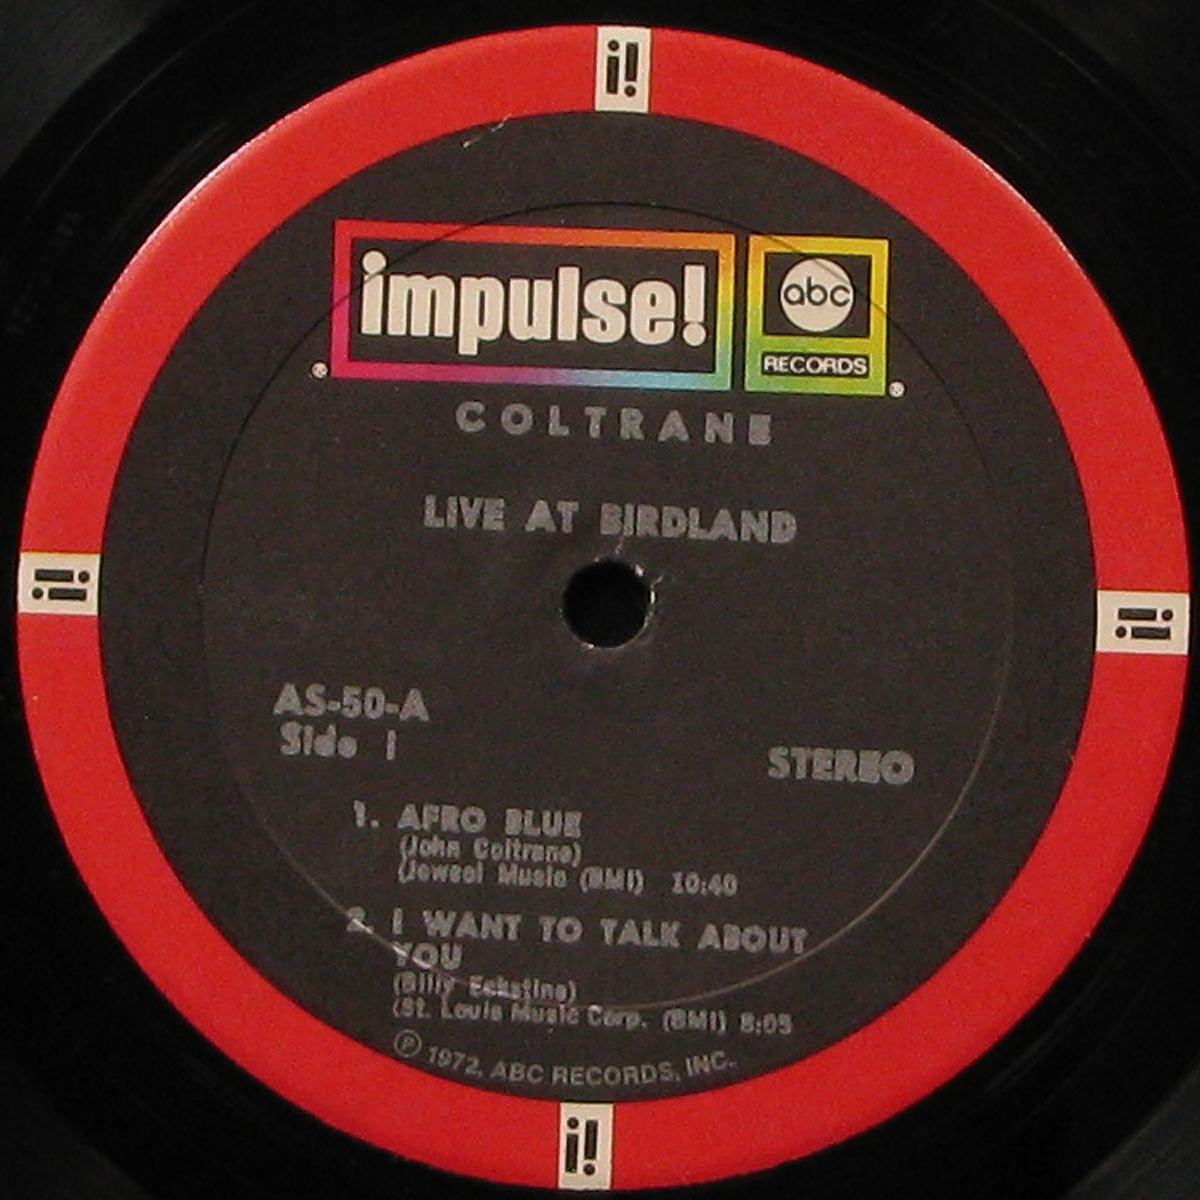 i!
impulse!
abc
RECORDS
®
®
COLTRANE
LIVE AT BIRDLAND
i!
i!
AS-50-A
Side 1
STEREO
1. AFRO BLUE
(John Coltrane)
(Joweol Music (BMI) 10:40
2. I WANT TO TALK ABOUT
YOU
(Billy Eckstine)
(St. Louis Music Corp. (BMI) 8:05
Ⓟ 1972, ABC RECORDS, INC.
i!